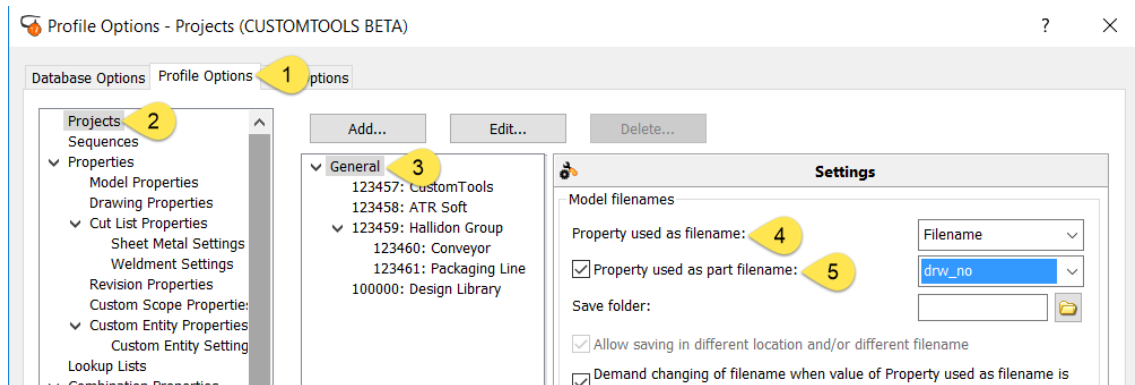 Profile Options - Projects (CUSTOMTOOLS BETA)
?
Database Options
Profile Options
1
ptions
Projects
2
Sequences
Properties
Model Properties
Drawing Properties
Cut List Properties
Sheet Metal Settings
Weldment Settings
Revision Properties
Custom Scope Propertie
Custom Entity Properties
Custom Entity Setting
Lookup Lists
Add...
Edit...
Delete...
General
3
123457: CustomTools
123458: ATR Soft
123459: Hallidon Group
123460: Conveyor
123461: Packaging Line
100000: Design Library
Settings
Model filenames
Property used as filename:
4
Filename
Property used as part filename:
5
drw_no
Save folder:
Allow saving in different location and/or different filename
Demand changing of filename when value of Property used as filename is